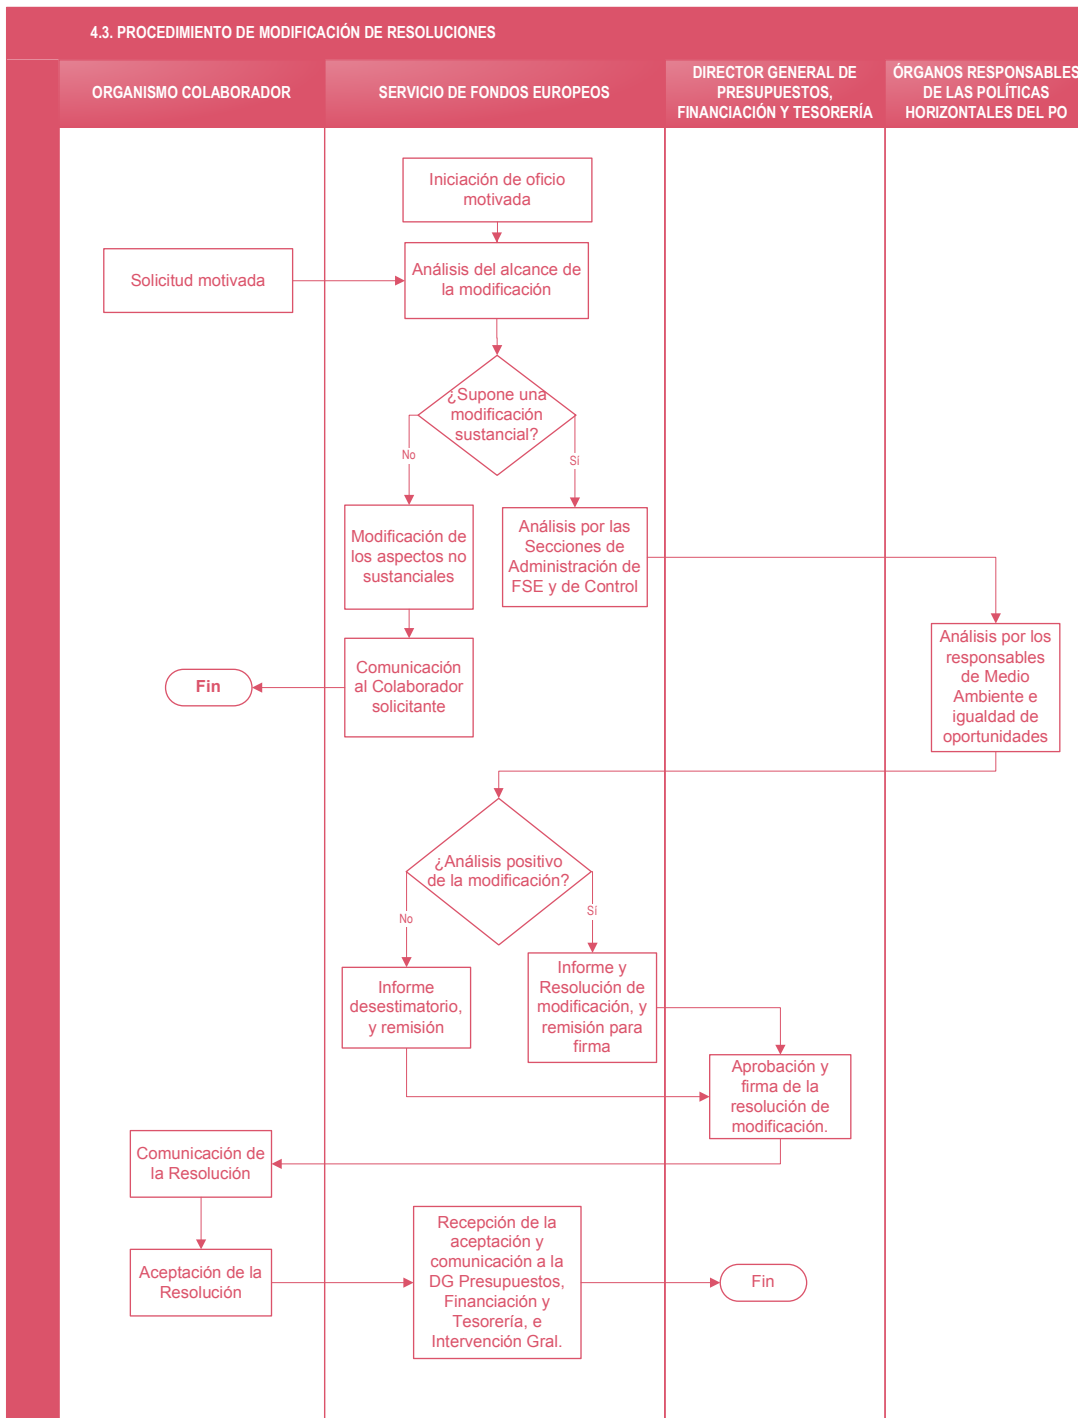 4.3. PROCEDIMIENTO DE MODIFICACIÓN DE RESOLUCIONES
ORGANISMO COLABORADOR
SERVICIO DE FONDOS EUROPEOS
DIRECTOR GENERAL DE
PRESUPUESTOS,
FINANCIACIÓN Y TESORERÍA
ÓRGANOS RESPONSABLES
DE LAS POLÍTICAS
HORIZONTALES DEL PO
Iniciación de oficio
motivada
Solicitud motivada
Análisis del alcance de
la modificación
¿Supone una
modificación
sustancial?
No
Sí
Modificación de
los aspectos no
sustanciales
Análisis por las
Secciones de
Administración de
FSE y de Control
Análisis por los
responsables
de Medio
Ambiente e
igualdad de
oportunidades
Comunicación
al Colaborador
solicitante
Fin
¿Análisis positivo
de la modificación?
No
Sí
Informe
desestimatorio,
y remisión
Informe y
Resolución de
modificación, y
remisión para
firma
Aprobación y
firma de la
resolución de
modificación.
Comunicación de
la Resolución
Aceptación de la
Resolución
Recepción de la
aceptación y
comunicación a la
DG Presupuestos,
Financiación y
Tesorería, e
Intervención Gral.
Fin